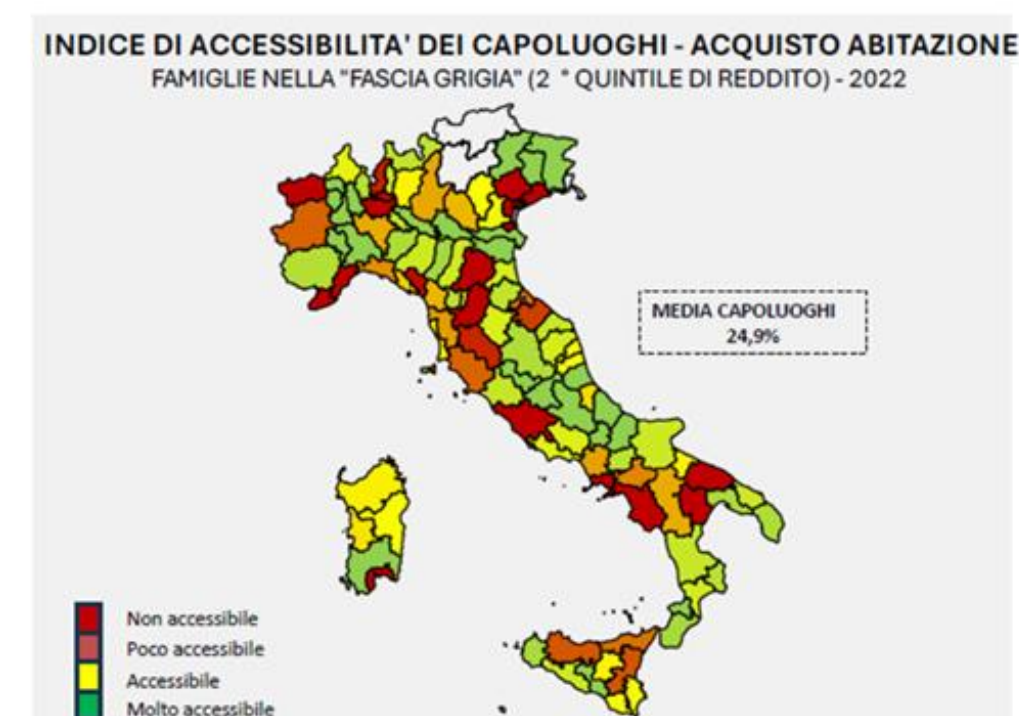 INDICE DI ACCESSIBILITA' DEI CAPOLUOGHI - ACQUISTO ABITAZIONE
FAMIGLIE NELLA "FASCIA GRIGIA" (2 ° QUINTILE DI REDDITO) - 2022
MEDIA CAPOLUOGHI
24,9%
Non accessibile
Poco accessibile
Accessibile
Molto accessibile